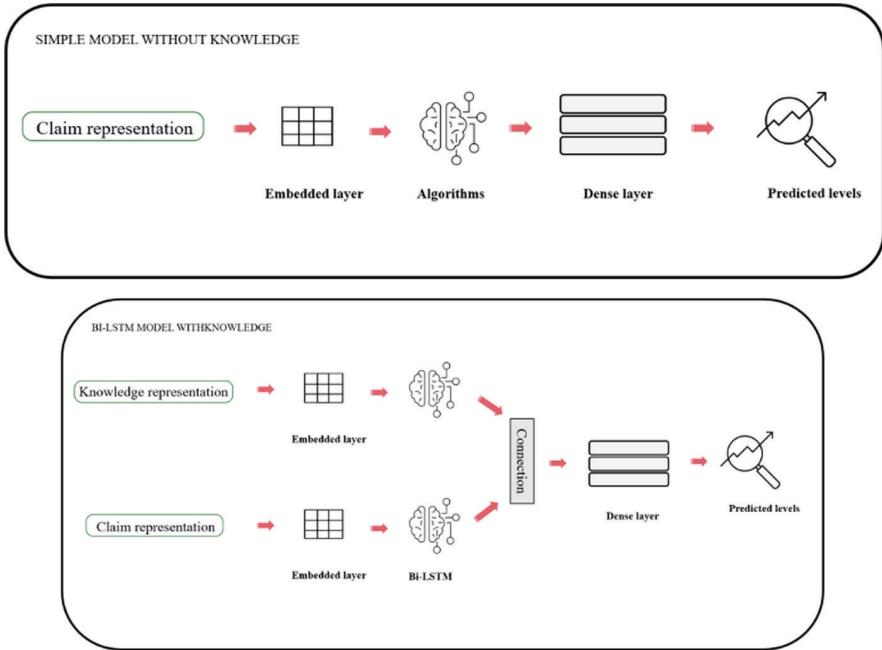 SIMPLE MODEL WITHOUT KNOWLEDGE
Claim representation
Embedded layer
Algorithms
Dense layer
Predicted levels
BI-LSTM MODEL WITHKNOWLEDGE
Knowledge representation
Embedded layer
Connection
Dense layer
Predicted levels
Claim representation
Embedded layer
Bi-LSTM